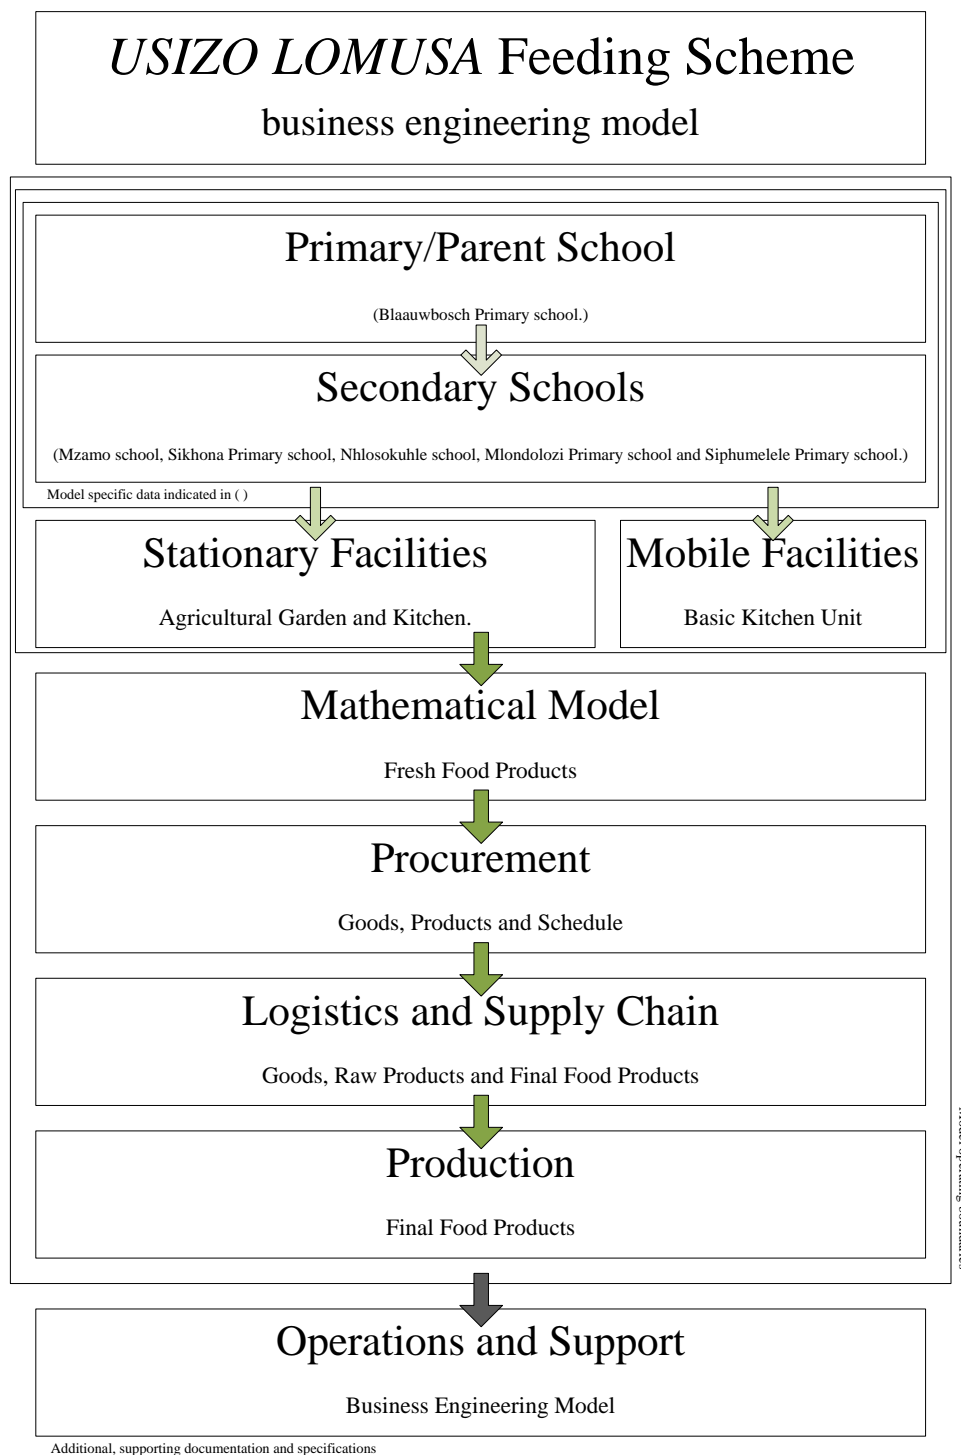 USIZO LOMUSA Feeding Scheme
business engineering model
Primary/Parent School
(Blaauwbosch Primary school.)
Secondary Schools
(Mzamo school, Sikhona Primary school, Nhlosokuhle school, Mlondolozi Primary school and Siphumelele Primary school.)
Model specific data indicated in ( )
Stationary Facilities
Agricultural Garden and Kitchen.
Mobile Facilities
Basic Kitchen Unit
Mathematical Model
Fresh Food Products
Procurement
Goods, Products and Schedule
Logistics and Supply Chain
Goods, Raw Products and Final Food Products
Production
Final Food Products
Operations and Support
Business Engineering Model
Additional, supporting documentation and specifications